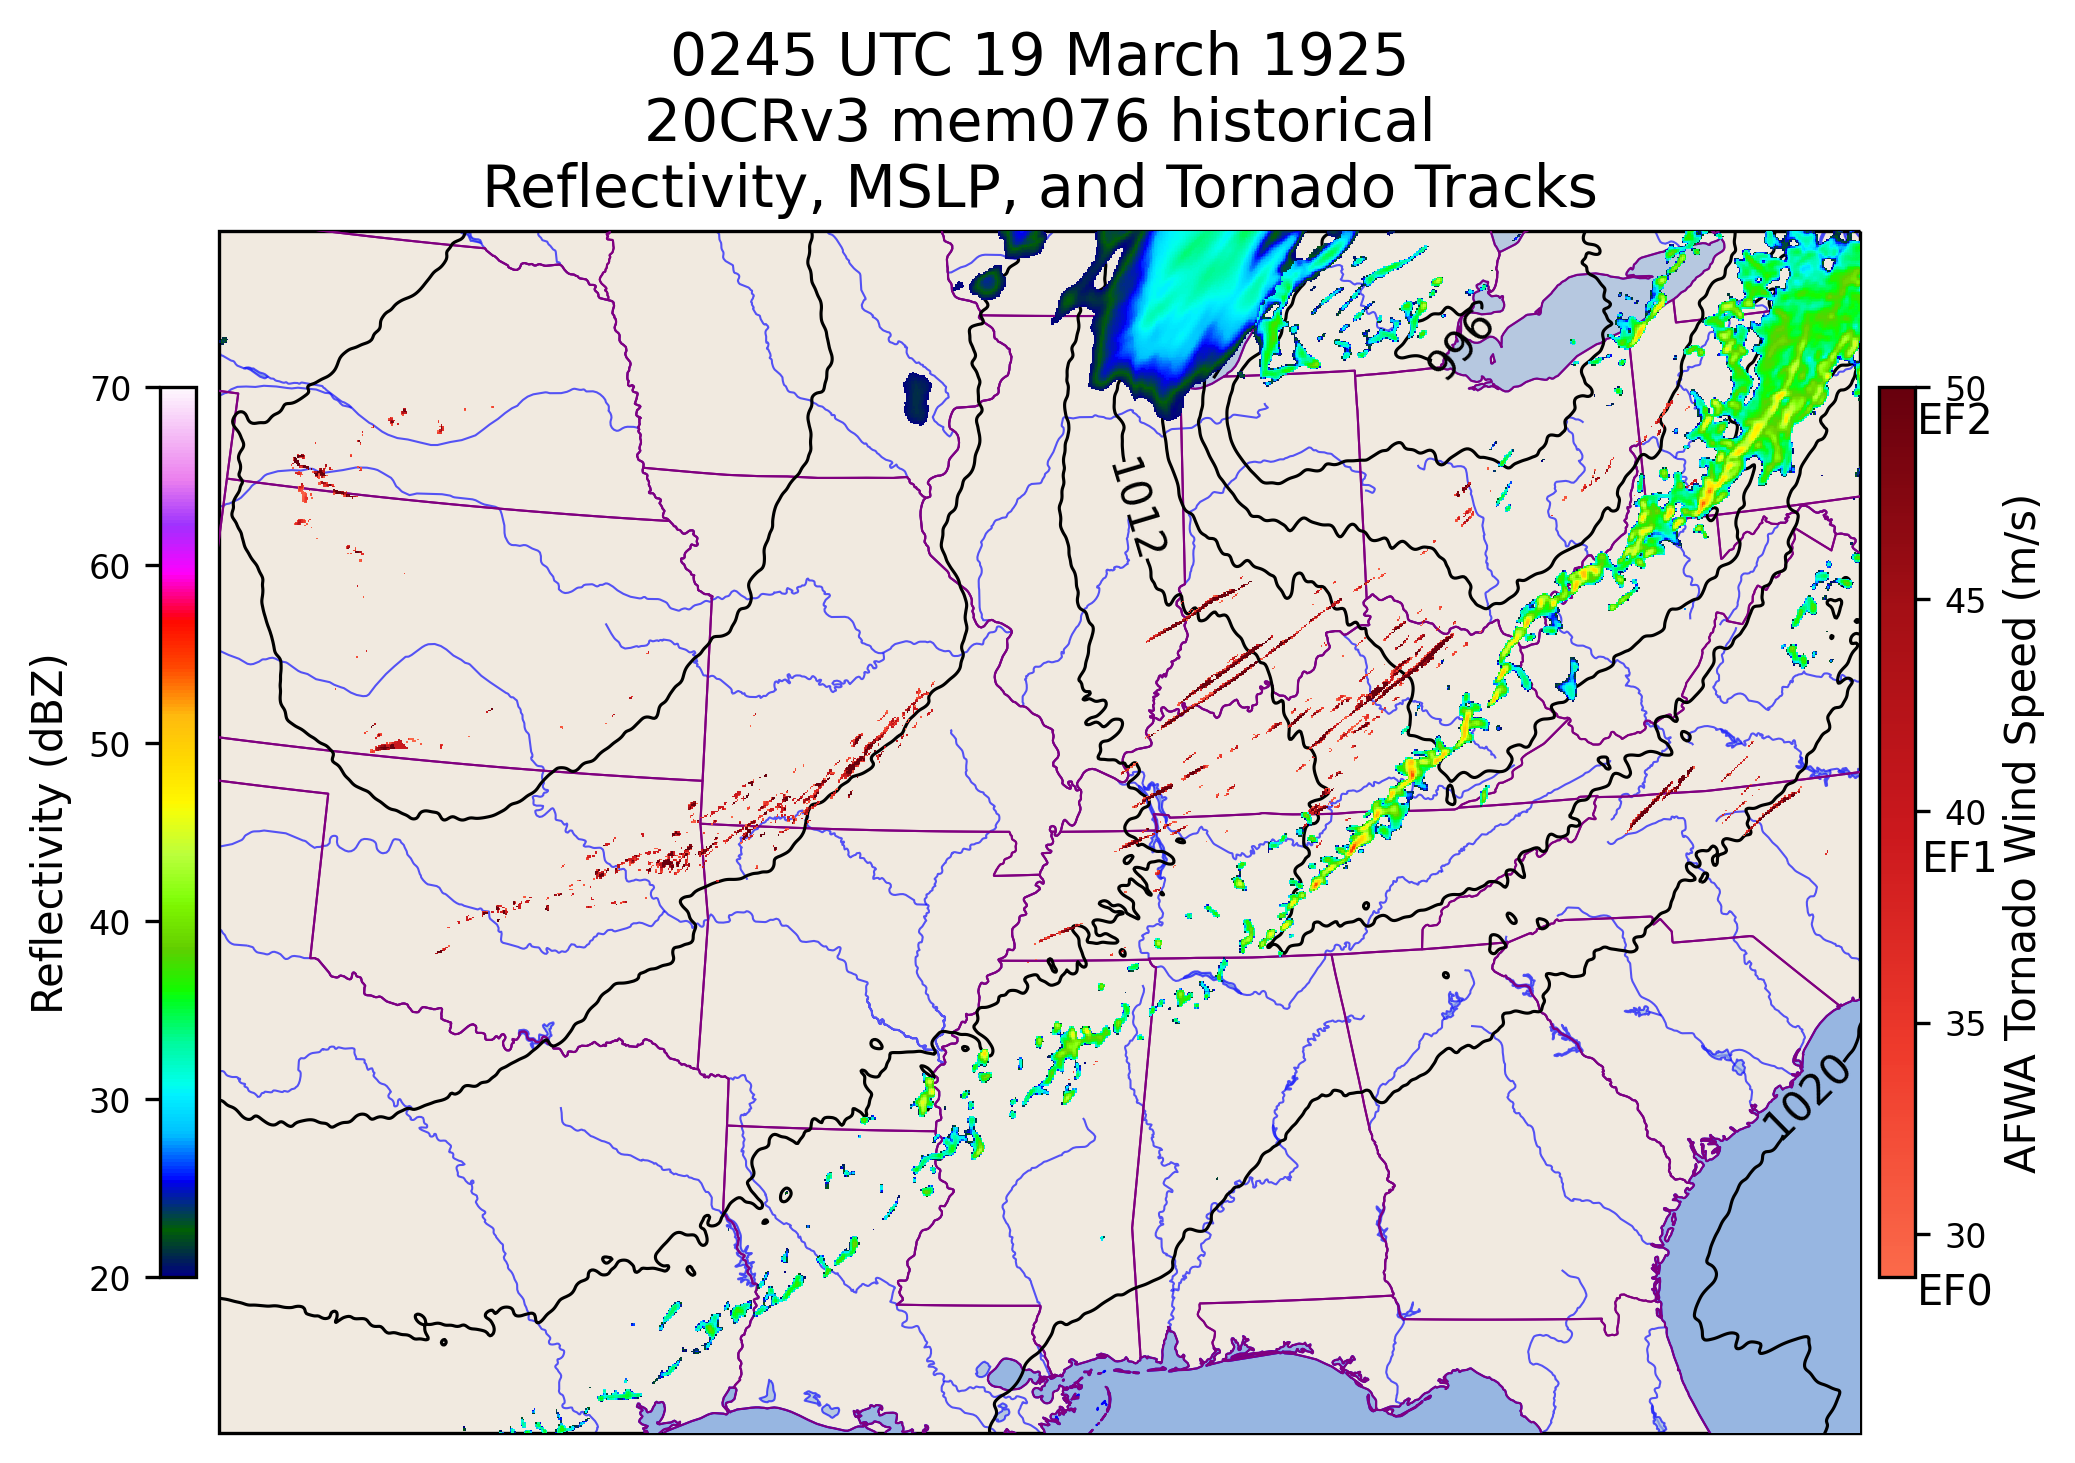 0245 UTC 19 March 1925
20CRv3 mem076 historical
Reflectivity, MSLP, and Tornado Tracks
Reflectivity (dBZ)
70
60
50
40
30
20
996
1012
1020
50
EF2
45
40
EF1
35
30
EF0
AFWA Tornado Wind Speed (m/s)